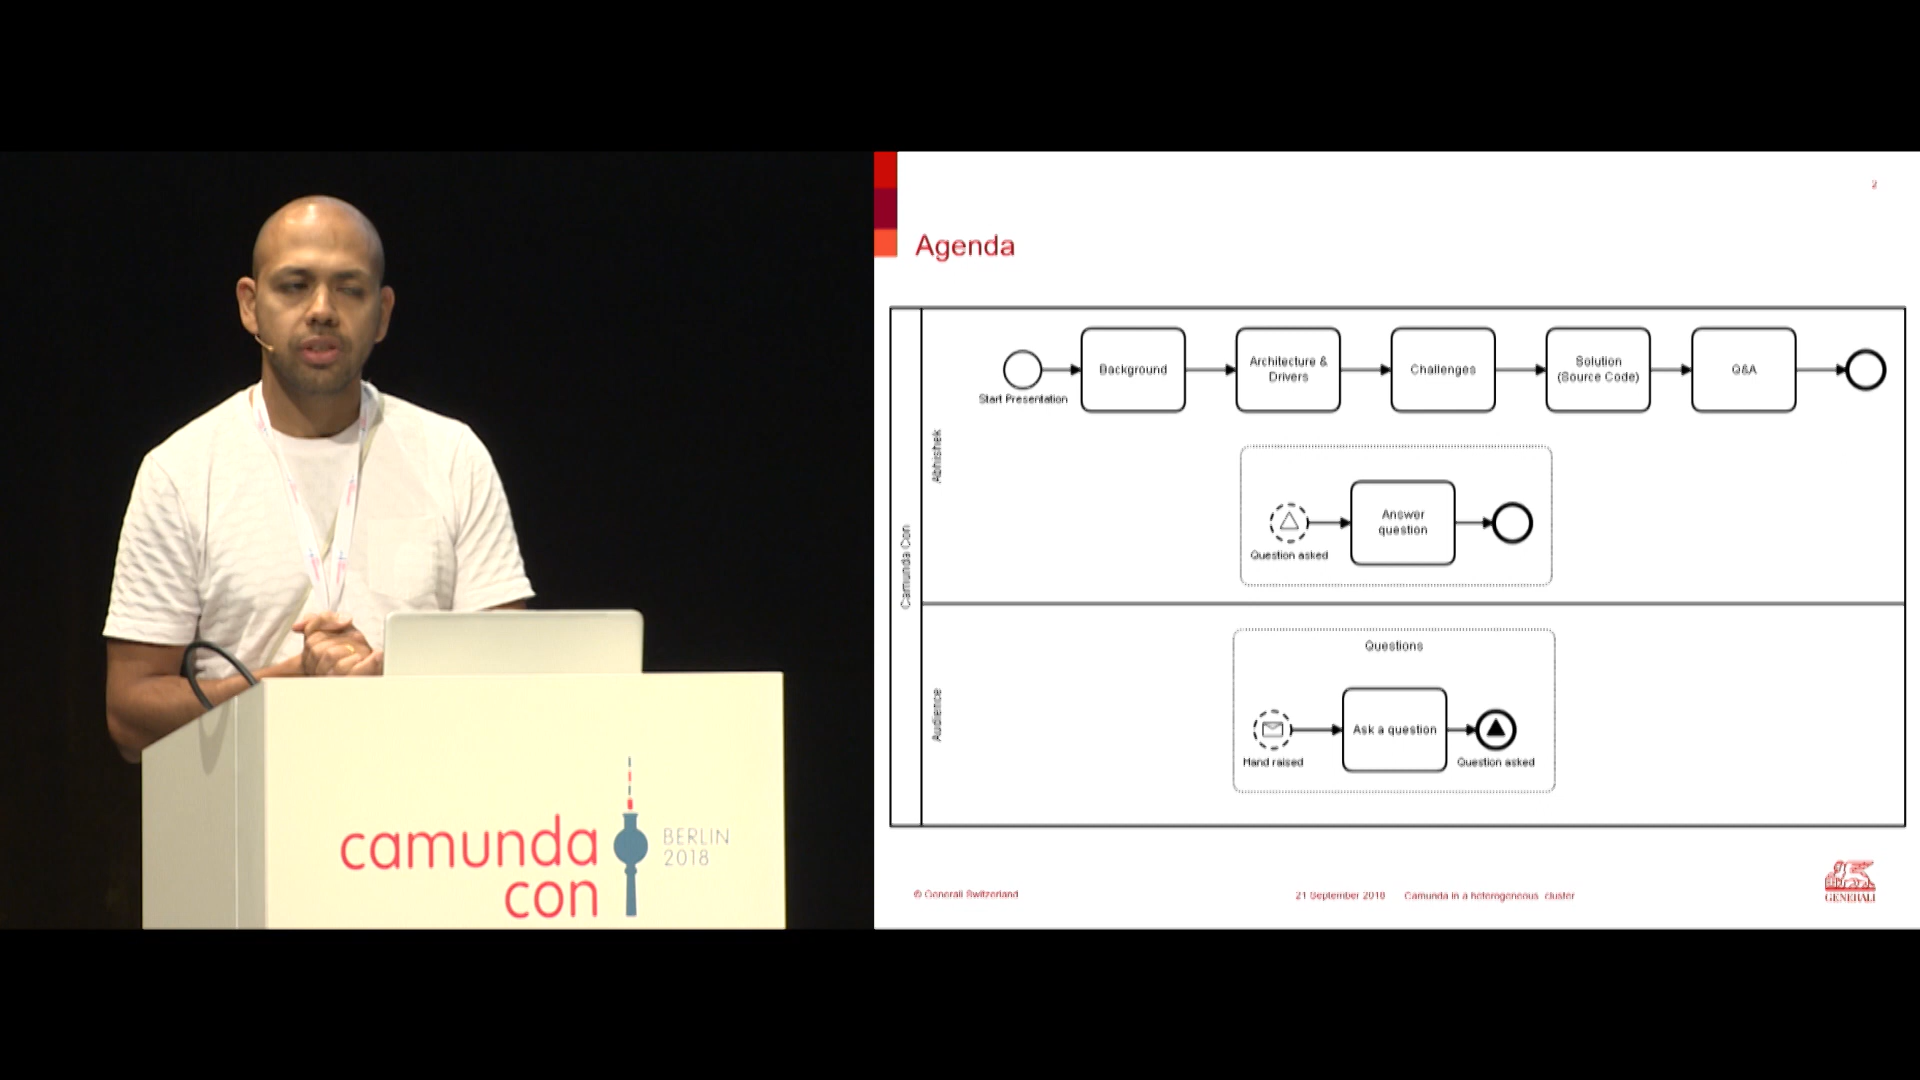 2
Agenda
Camunda Con
Abhishek
Start Presentation
Background
Architecture &
Drivers
Challenges
Solution
(Source Code)
Q&A
Question asked
Answer
question
Audience
Questions
Hand raised
Ask a question
Question asked
© Generali Switzerland
21 September 2018
Camunda in a heterogeneous cluster
GENERALI
camunda
con
BERLIN
2018